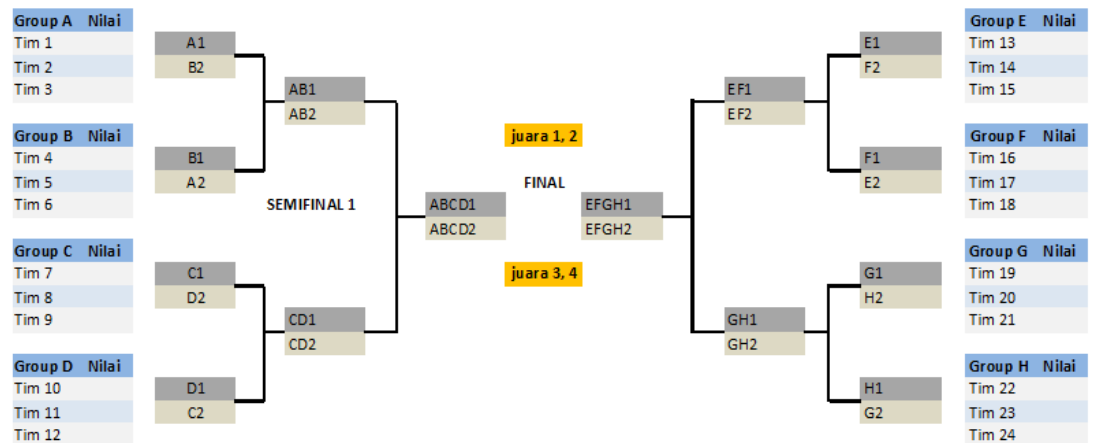 Group A Nilai
Tim 1
Tim 2
Tim 3
Group B Nilai
Tim 4
Tim 5
Tim 6
Group C Nilai
Tim 7
Tim 8
Tim 9
Group D Nilai
Tim 10
Tim 11
Tim 12
A1
B2
B1
A2
C1
D2
D1
C2
AB1
AB2
SEMIFINAL 1
CD1
CD2
ABCD1
ABCD2
juara 1, 2
FINAL
juara 3, 4
EFGH1
EFGH2
EF1
EF2
GH1
GH2
E1
F2
F1
E2
G1
H2
H1
G2
Group E Nilai
Tim 13
Tim 14
Tim 15
Group F Nilai
Tim 16
Tim 17
Tim 18
Group G Nilai
Tim 19
Tim 20
Tim 21
Group H Nilai
Tim 22
Tim 23
Tim 24